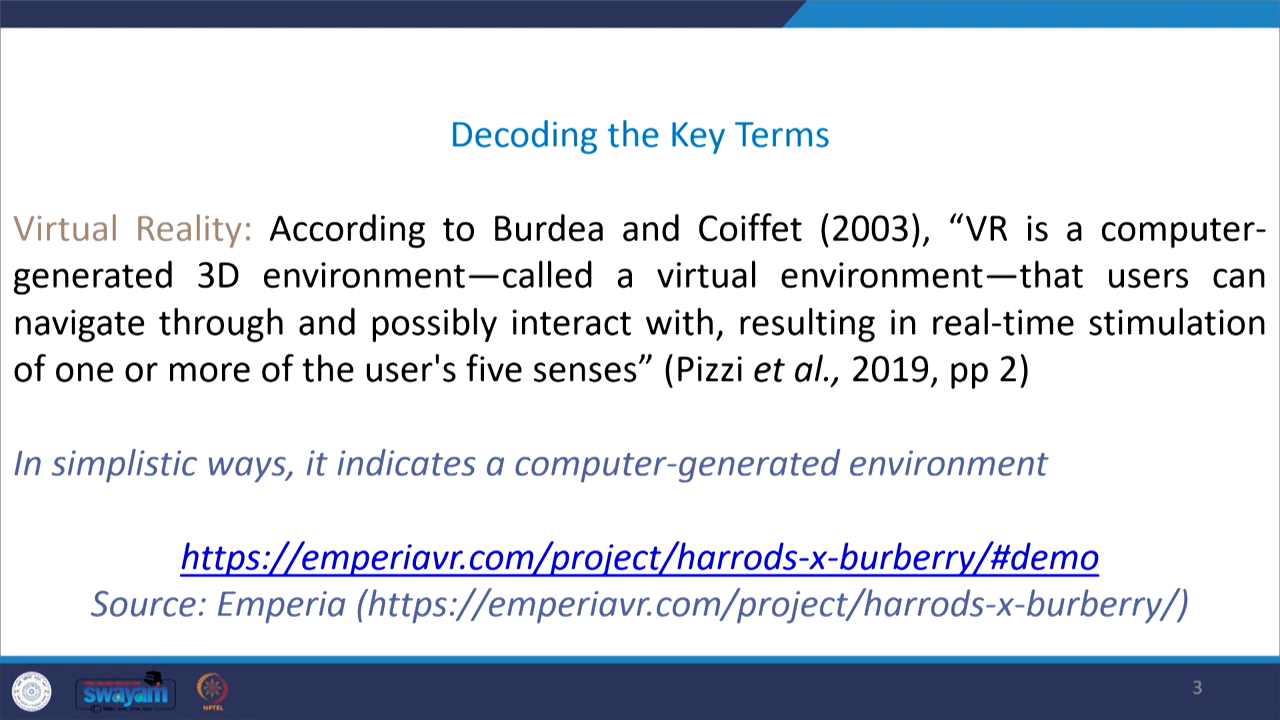 Decoding the Key Terms
Virtual Reality: According to Burdea and Coiffet (2003), “VR is a computer-
generated 3D environment—called a virtual environment—that users can
navigate through and possibly interact with, resulting in real-time stimulation
of one or more of the user's five senses” (Pizzi et al., 2019, pp 2)
In simplistic ways, it indicates a computer-generated environment
https://emperiavr.com/project/harrods-x-burberry/#demo
Source: Emperia (https://emperiavr.com/project/harrods-x-burberry/)
swayam
NPTEL
3